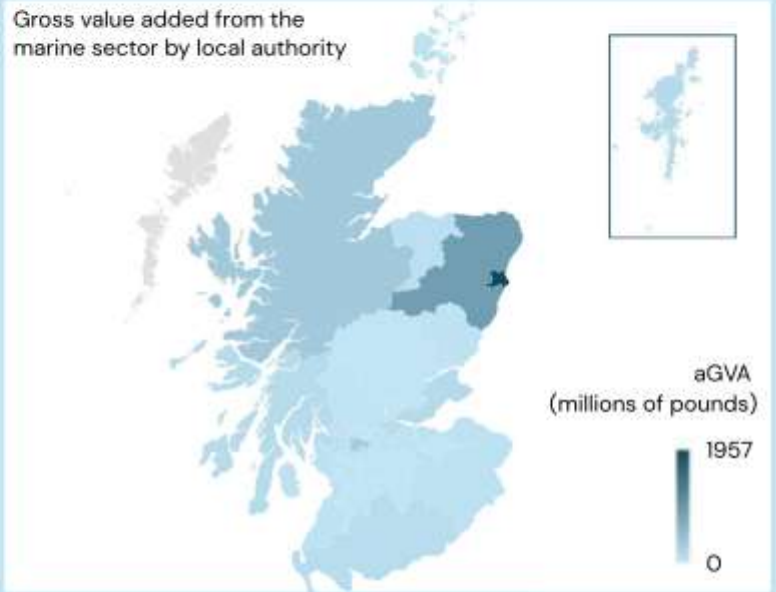 Gross value added from the
marine sector by local authority
aGVA
(millions of pounds)
1957
0